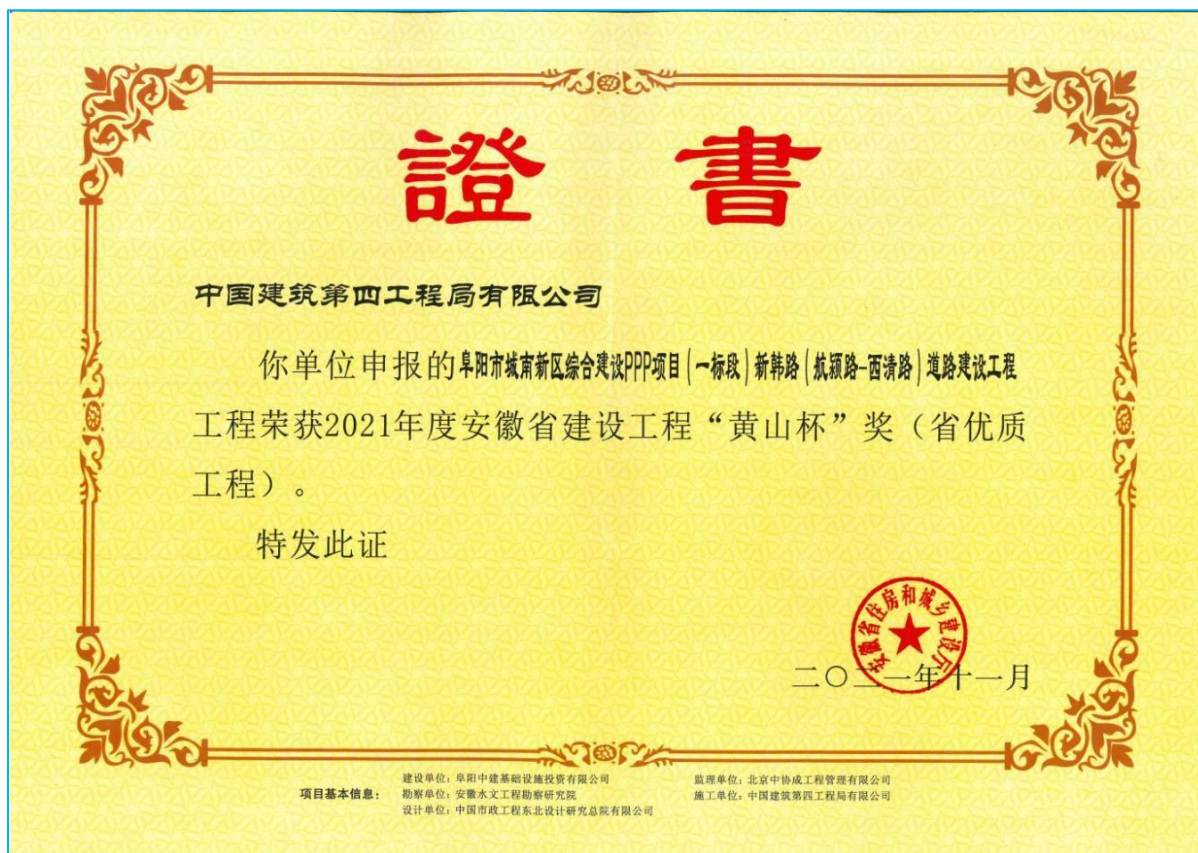 證 書
中国建筑第四工程局有限公司
你单位申报的阜阳市城南新区综合建设PPP项目(一标段)新韩路(航颍路-西清路)道路建设工程
工程荣获2021年度安徽省建设工程“黄山杯”奖（省优质
工程）。
特发此证
安徽省住房和城乡建设厅
二〇二一年十一月
项目基本信息：
建设单位：阜阳中建基础设施投资有限公司
勘察单位：安徽水文工程勘察研究院
设计单位：中国市政工程东北设计研究总院有限公司
监理单位：北京中协成工程管理有限公司
施工单位：中国建筑第四工程局有限公司